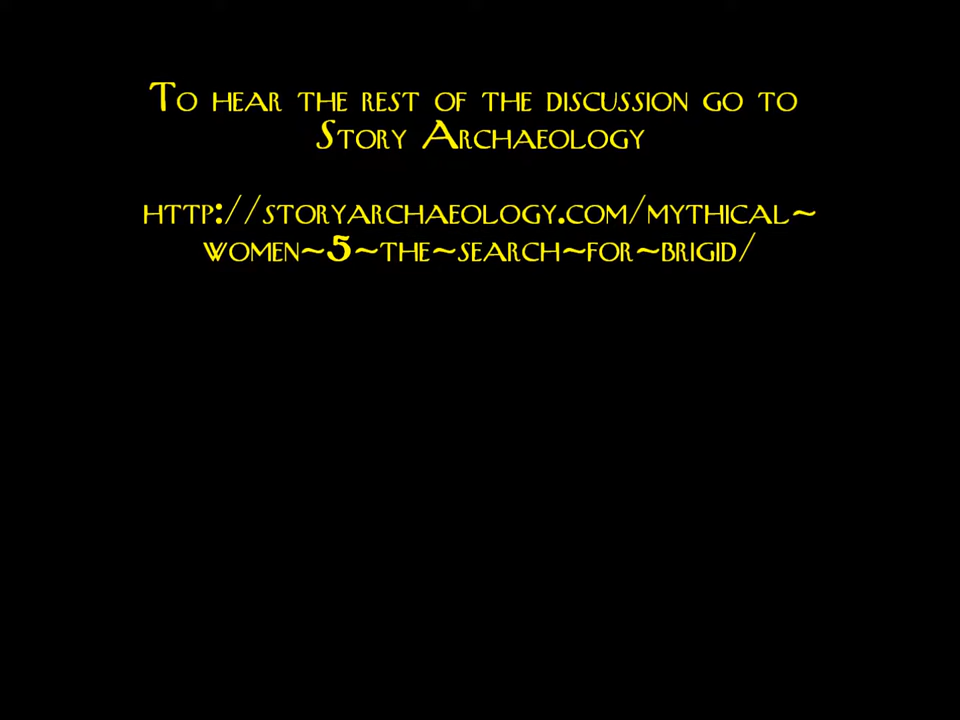 To hear the rest of the discussion go to
Story Archaeology
http://storyarchaeology.com/mythical~
women~5~the~search~for~brigid/